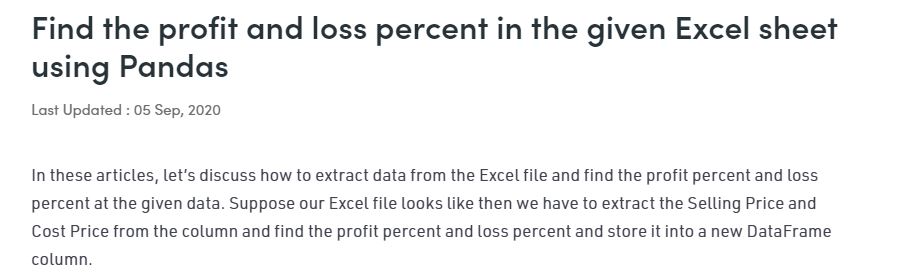 Find the profit and loss percent in the given Excel sheet
using Pandas
Last Updated : 05 Sep, 2020
In these articles, let’s discuss how to extract data from the Excel file and find the profit percent and loss
percent at the given data. Suppose our Excel file looks like then we have to extract the Selling Price and
Cost Price from the column and find the profit percent and loss percent and store it into a new DataFrame
column.